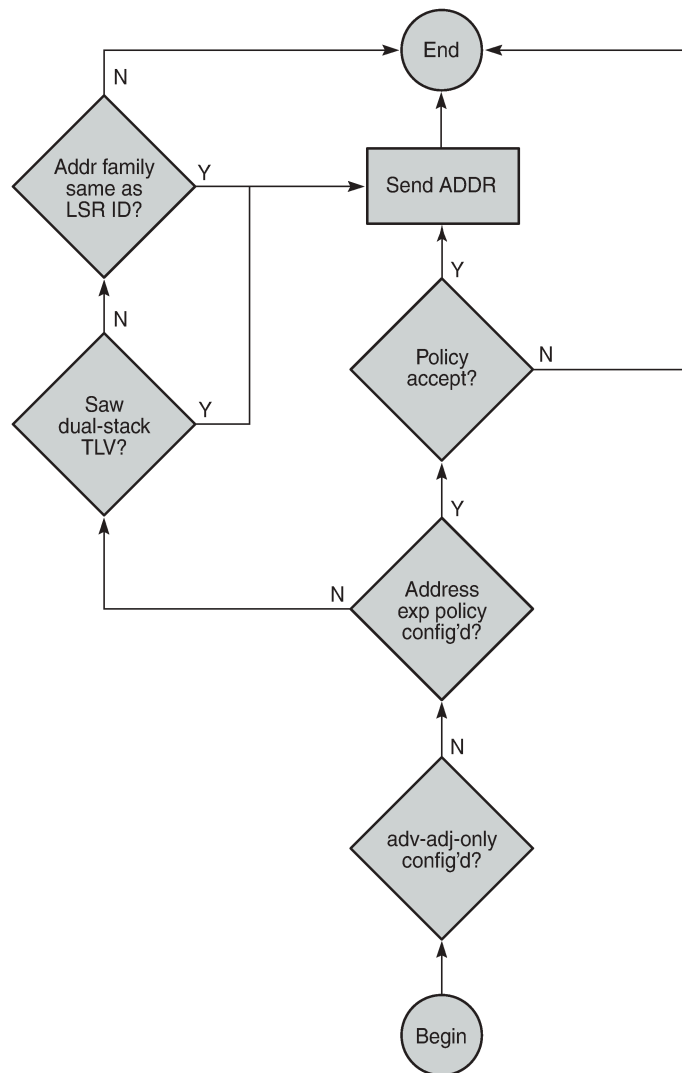 End
N
Addr family
same as
LSR ID?
Y
Send ADDR
Y
N
Policy
accept?
N
Saw
dual-stack
TLV?
Y
Y
N
Address
exp policy
config'd?
N
adv-adj-only
config'd?
Begin